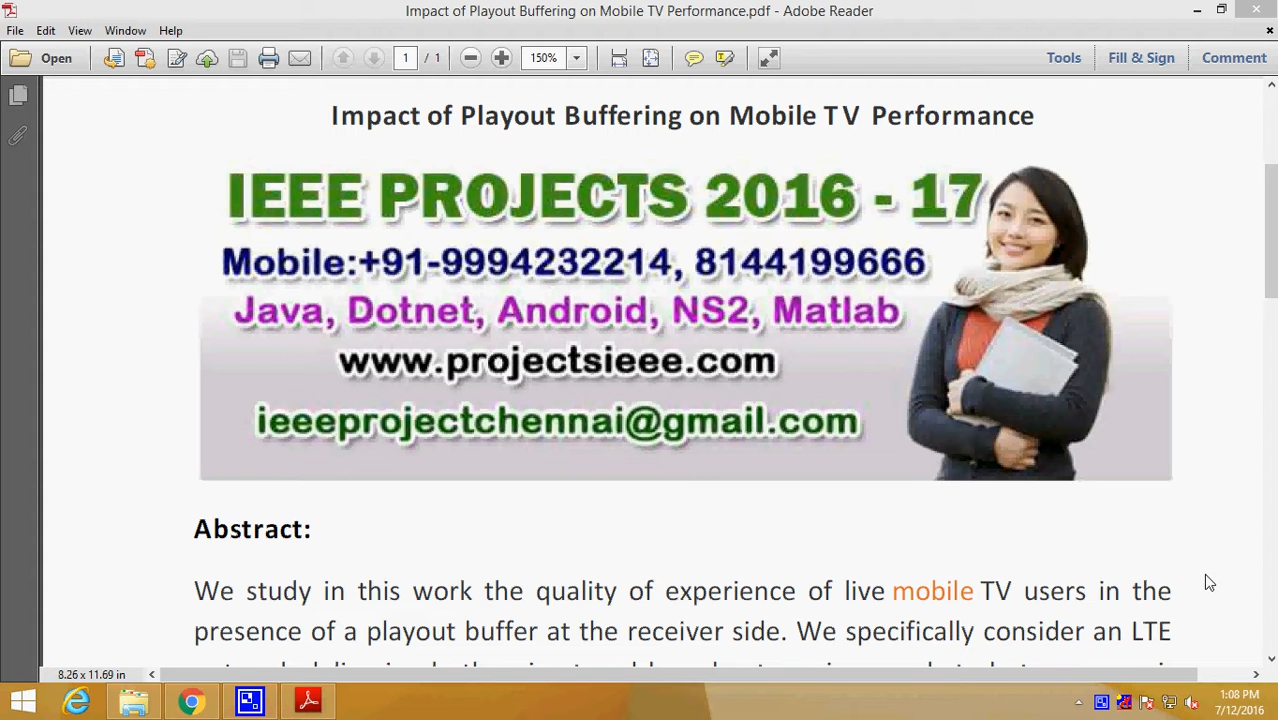 Impact of Playout Buffering on Mobile TV Performance.pdf - Adobe Reader
File Edit View Window Help
Open 1 / 1 150% Tools Fill & Sign Comment
Impact of Playout Buffering on Mobile TV Performance
IEEE PROJECTS 2016 - 17
Mobile:+91-9994232214, 8144199666
Java, Dotnet, Android, NS2, Matlab
www.projectsieee.com
ieeeprojectchennai@gmail.com
Abstract:
We study in this work the quality of experience of live mobile TV users in the
presence of a playout buffer at the receiver side. We specifically consider an LTE
8.26 x 11.69 in
1:08 PM
7/12/2016